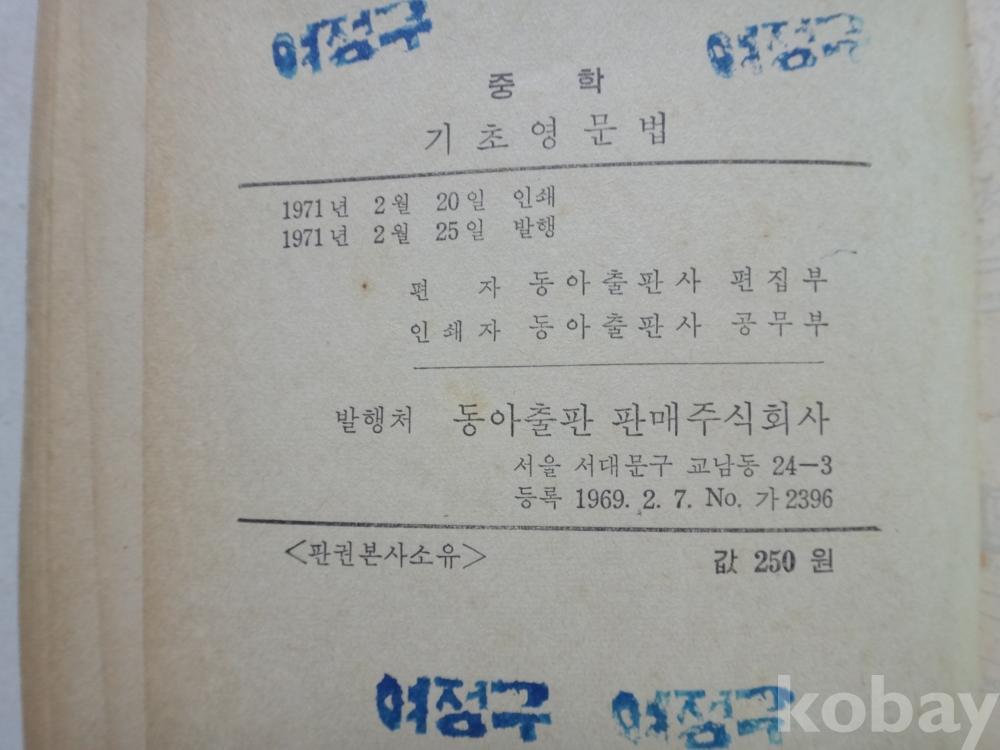 여정구 여정구
중 학
기 초 영 문 법
1971년 2월 20일 인쇄
1971년 2월 25일 발행
편 자 동아출판사 편집부
인쇄자 동아출판사 공무부
발행처 동아출판 판매주식회사
서울 서대문구 교남동 24-3
등록 1969. 2. 7. No. 가2396
<판권본사소유> 값 250 원
여정구 여정구
kobay